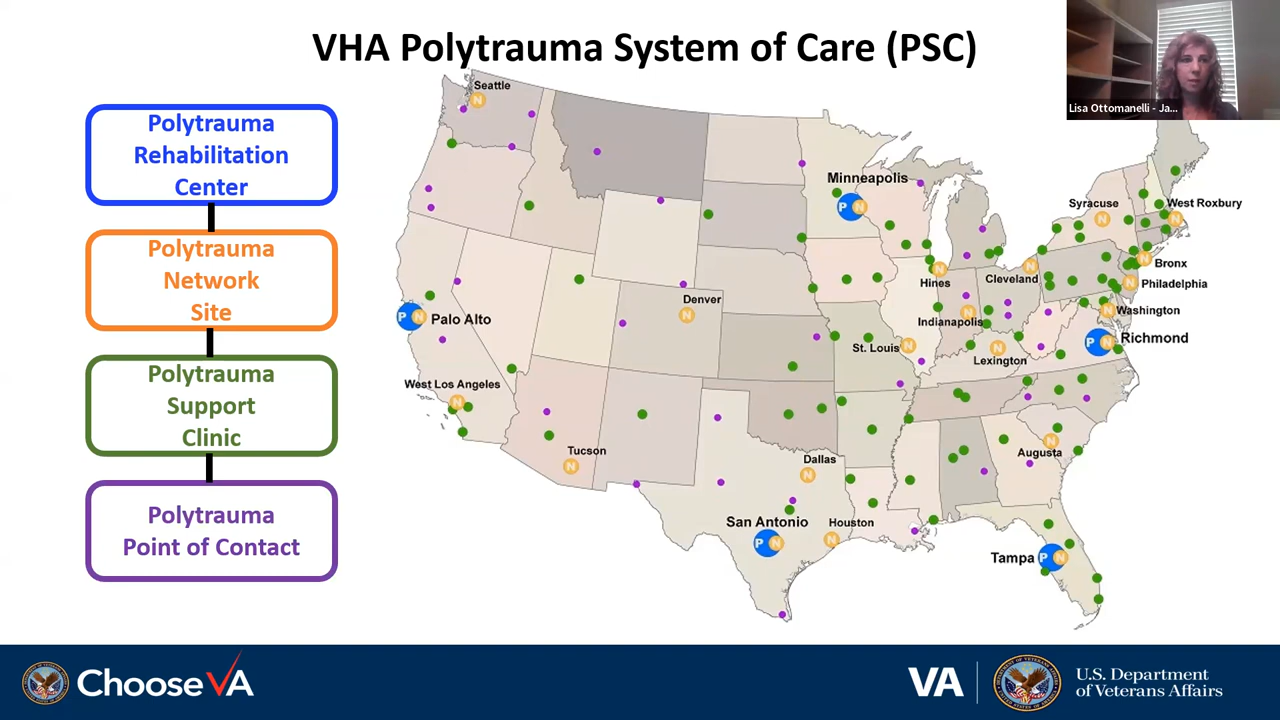 VHA Polytrauma System of Care (PSC)
Lisa Ottomanelli - Ja...
Polytrauma
Rehabilitation
Center
Polytrauma
Network
Site
Polytrauma
Support
Clinic
Polytrauma
Point of Contact
Seattle
N
Minneapolis
P N
Syracuse
N
West Roxbury
N
Bronx
N
Hines
N
Cleveland
N
Philadelphia
N
Denver
N
Palo Alto
P N
Indianapolis
N
Washington
N
Richmond
P N
St. Louis
N
Lexington
N
West Los Angeles
N
Tucson
N
Dallas
N
Augusta
N
San Antonio
P N
Houston
N
Tampa
P N
Choose VA
VA
U.S. Department
of Veterans Affairs